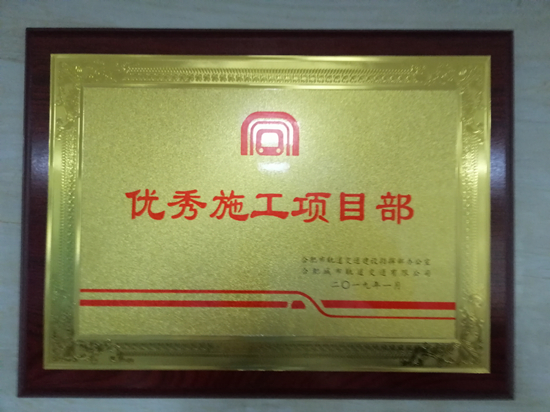 优秀施工项目部
合肥市轨道交通建设指挥部办公室
合肥城市轨道交通有限公司
二〇一九年一月